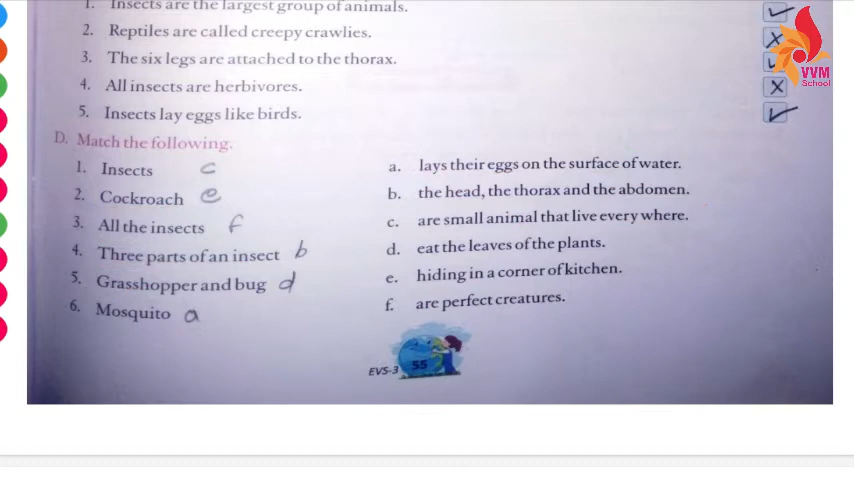 1. Insects are the largest group of animals. ✓
2. Reptiles are called creepy crawlies. X
3. The six legs are attached to the thorax. ✓
4. All insects are herbivores. X
5. Insects lay eggs like birds. ✓
VVM
School
D. Match the following.
1. Insects c a. lays their eggs on the surface of water.
2. Cockroach e b. the head, the thorax and the abdomen.
3. All the insects f c. are small animal that live every where.
4. Three parts of an insect b d. eat the leaves of the plants.
5. Grasshopper and bug d e. hiding in a corner of kitchen.
6. Mosquito a f. are perfect creatures.
EVS-3 55